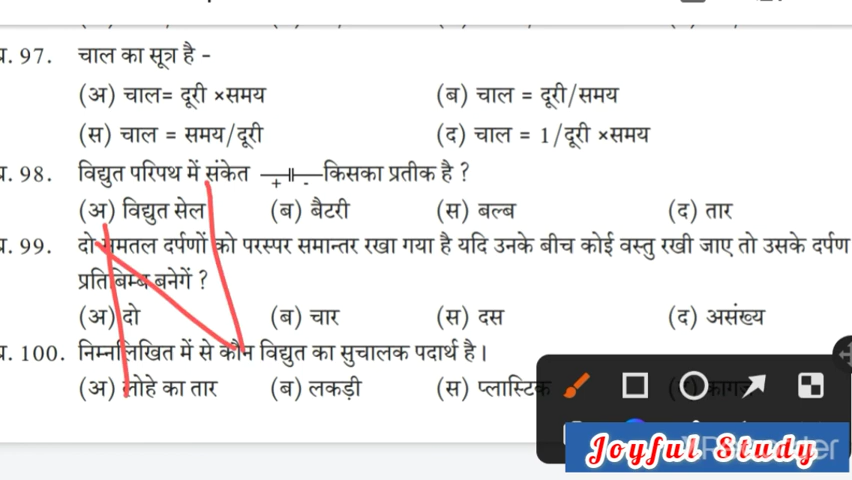 प्र. 97. चाल का सूत्र है -
(अ) चाल= दूरी ×समय (ब) चाल = दूरी/समय
(स) चाल = समय/दूरी (द) चाल = 1/दूरी ×समय
प्र. 98. विद्युत परिपथ में संकेत + - किसका प्रतीक है ?
(अ) विद्युत सेल (ब) बैटरी (स) बल्ब (द) तार
प्र. 99. दो समतल दर्पणों को परस्पर समान्तर रखा गया है यदि उनके बीच कोई वस्तु रखी जाए तो उसके दर्पण
प्रतिबिम्ब बनेगें ?
(अ) दो (ब) चार (स) दस (द) असंख्य
प्र. 100. निम्नलिखित में से कौन विद्युत का सुचालक पदार्थ है।
(अ) लोहे का तार (ब) लकड़ी (स) प्लास्टिक (द) कागज
Joyful Study